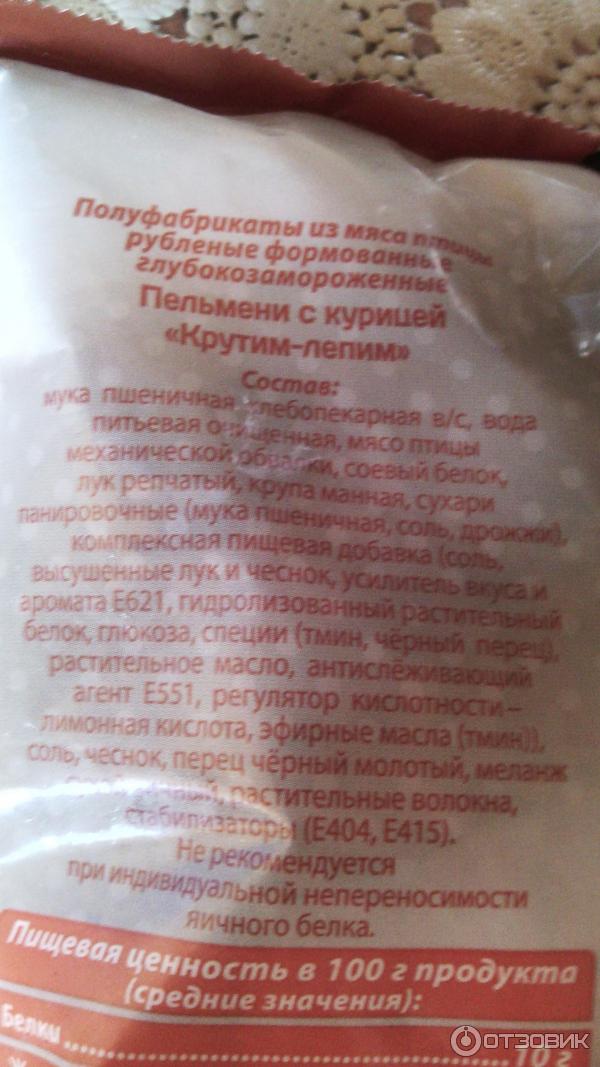 Полуфабрикаты из мяса птицы
рубленые формованные
глубокозамороженные
Пельмени с курицей
«Крутим-лепим»
Состав:
мука пшеничная хлебопекарная в/с, вода
питьевая очищенная, мясо птицы
механической обвалки, соевый белок,
лук репчатый, крупа манная, сухари
панировочные (мука пшеничная, соль, дрожжи),
комплексная пищевая добавка (соль,
высушенные лук и чеснок, усилитель вкуса и
аромата Е621, гидролизованный растительный
белок, глюкоза, специи (тмин, чёрный перец),
растительное масло, антислёживающий
агент Е551, регулятор кислотности –
лимонная кислота, эфирные масла (тмин)),
соль, чеснок, перец чёрный молотый, меланж
растительные волокна,
стабилизаторы (Е404, Е415).
Не рекомендуется
при индивидуальной непереносимости
яичного белка.
Пищевая ценность в 100 г продукта
(средние значения):
Белки ........ 10 г
ОТЗОВИК